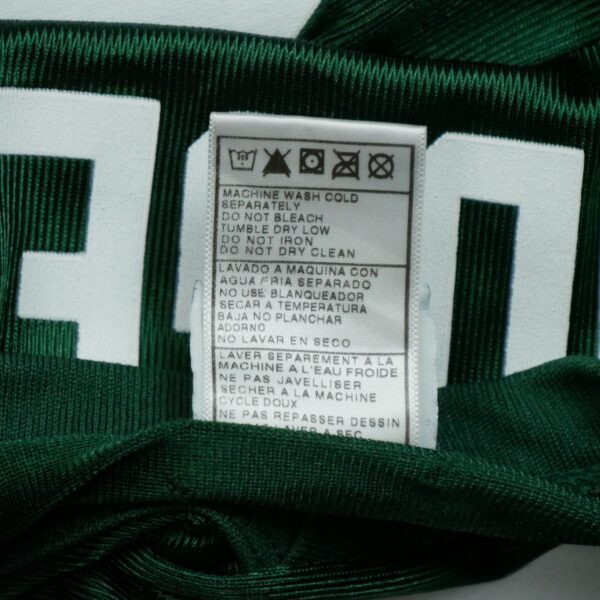 MACHINE WASH COLD
SEPARATELY
DO NOT BLEACH
TUMBLE DRY LOW
DO NOT IRON
DO NOT DRY CLEAN
LAVADO A MAQUINA CON
AGUA FRIA SEPARADO
NO USE BLANQUEADOR
SECAR A TEMPERATURA
BAJA NO PLANCHAR
ADORNO
NO LAVAR EN SECO
LAVER SEPAREMENT A LA
MACHINE A L'EAU FROIDE
NE PAS JAVELLISER
SECHER A LA MACHINE
CYCLE DOUX
NE PAS REPASSER DESSIN
LAVER A SEC